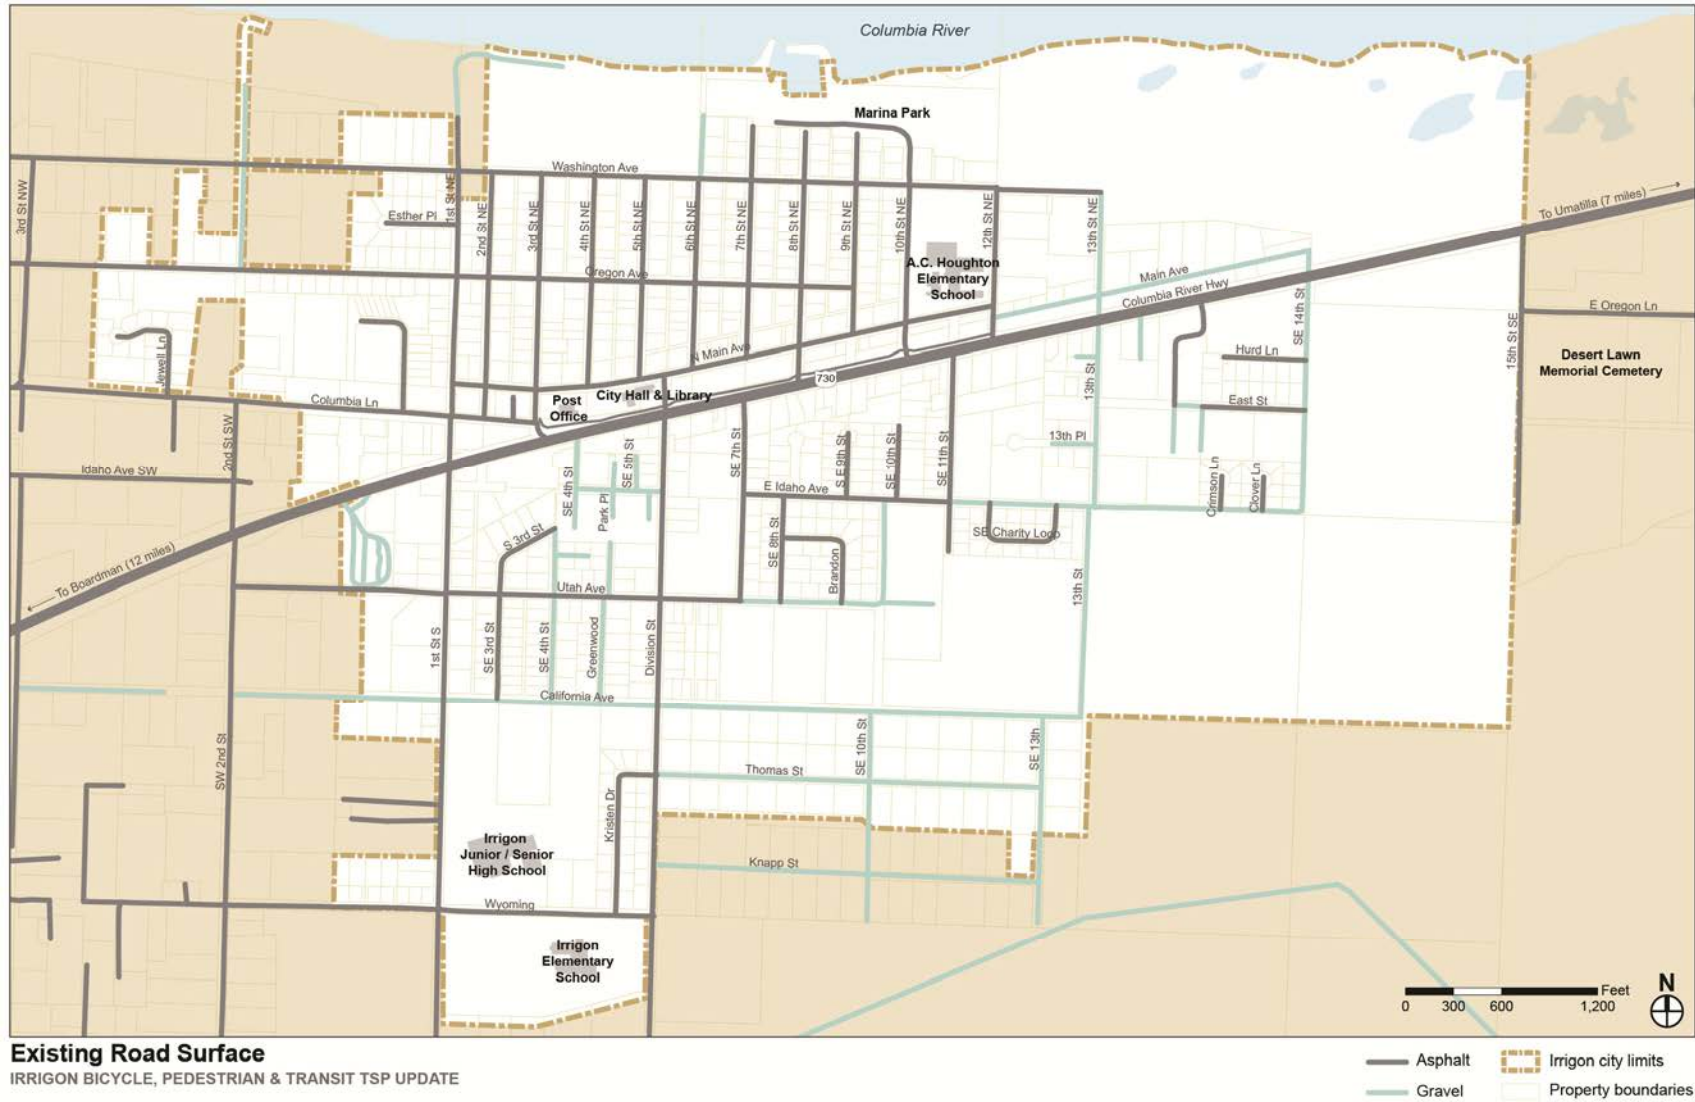 Columbia River
Marina Park
Washington Ave
To Umatilla (7 miles)
3rd St NW
1st St NE
Esther Pl
2nd St NE
3rd St NE
4th St NE
5th St NE
6th St NE
7th St NE
8th St NE
9th St NE
10th St NE
12th St NE
13th St NE
A.C. Houghton
Elementary
School
Oregon Ave
Main Ave
Columbia River Hwy
SE 14th St
15th St SE
E Oregon Ln
Jewell Ln
N Main Ave
Hurd Ln
Desert Lawn
Memorial Cemetery
730
13th St
Columbia Ln
Post
Office
City Hall & Library
East St
2nd St SW
SE 4th St
SE 5th St
SE 7th St
S E 9th St
SE 10th St
SE 11th St
13th Pl
Idaho Ave SW
Park Pl
E Idaho Ave
Crimson Ln
Clover Ln
S 3rd St
SE 8th St
Brandon
SE Charity Loop
To Boardman (12 miles)
Utah Ave
13th St
1st St S
SE 3rd St
SE 4th St
Greenwood
Division St
California Ave
SW 2nd St
SE 10th St
SE 13th
Thomas St
Kristen Dr
Irrigon
Junior / Senior
High School
Knapp St
Wyoming
Irrigon
Elementary
School
N
Feet
0 300 600 1,200
Existing Road Surface
IRRIGON BICYCLE, PEDESTRIAN & TRANSIT TSP UPDATE
Asphalt
Irrigon city limits
Gravel
Property boundaries